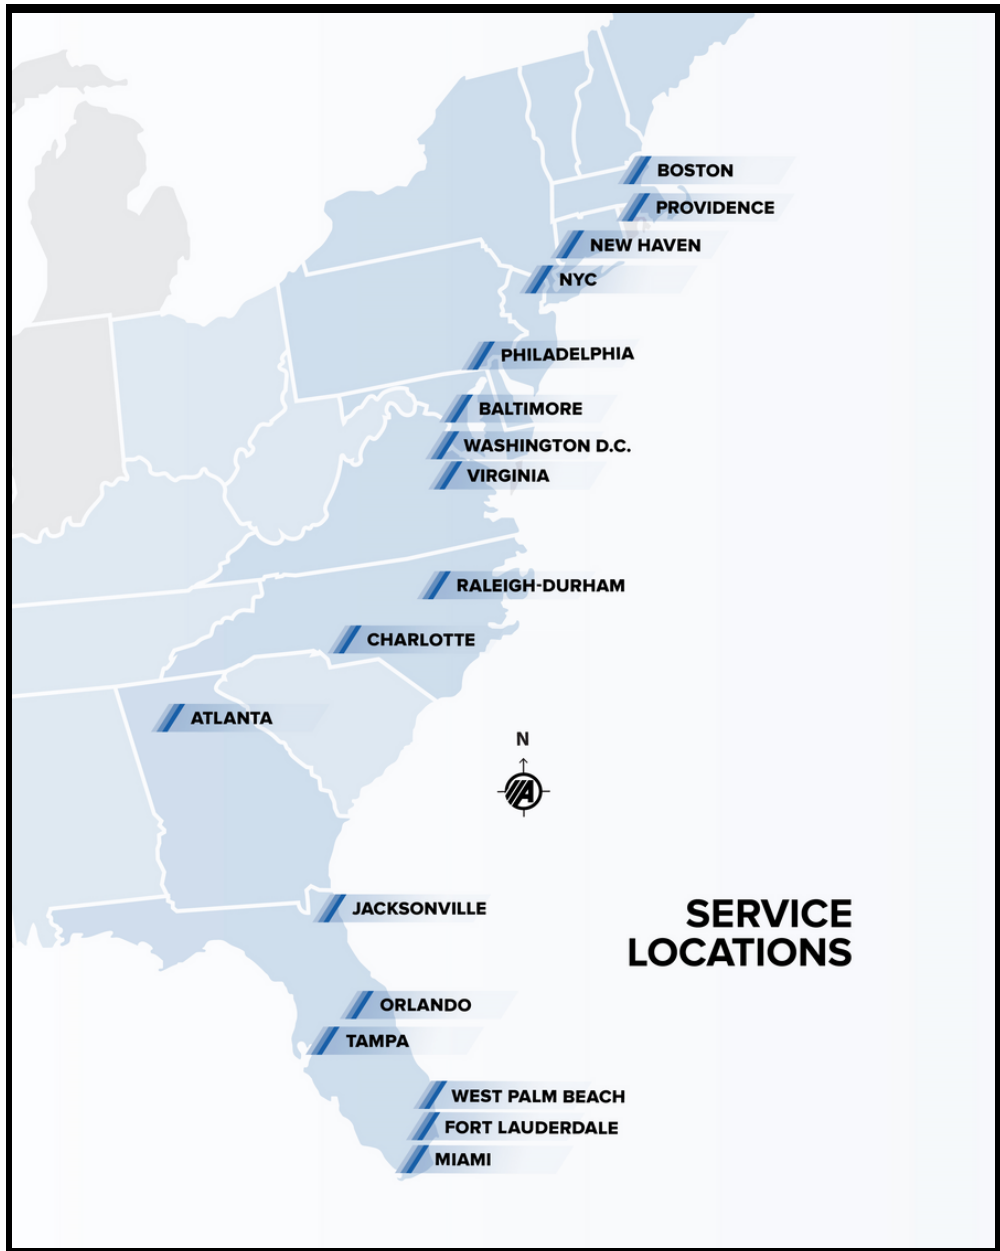 BOSTON
PROVIDENCE
NEW HAVEN
NYC
PHILADELPHIA
BALTIMORE
WASHINGTON D.C.
VIRGINIA
RALEIGH-DURHAM
CHARLOTTE
ATLANTA
N
A
JACKSONVILLE
SERVICE
LOCATIONS
ORLANDO
TAMPA
WEST PALM BEACH
FORT LAUDERDALE
MIAMI